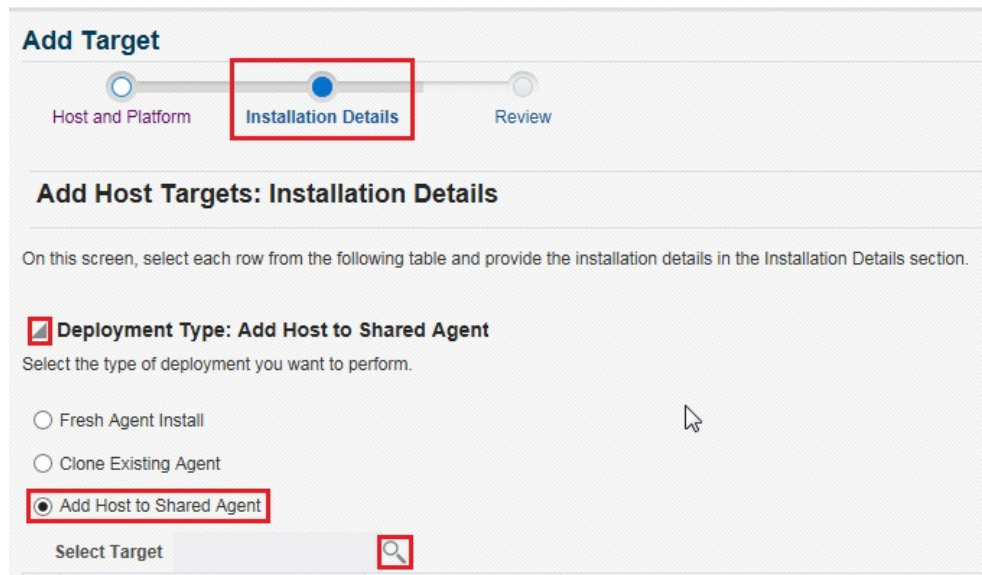 Add Target
Host and Platform Installation Details Review
Add Host Targets: Installation Details
On this screen, select each row from the following table and provide the installation details in the Installation Details section.
Deployment Type: Add Host to Shared Agent
Select the type of deployment you want to perform.
Fresh Agent Install
Clone Existing Agent
Add Host to Shared Agent
Select Target